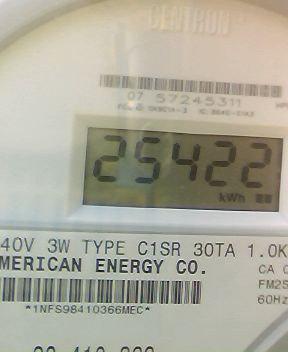 CENTRON
07 57245311
25422
kWh
40V 3W TYPE C1SR 30TA 1.0K
MERICAN ENERGY CO.
CA
FM2S
60Hz
*1NFS98410366MEC*